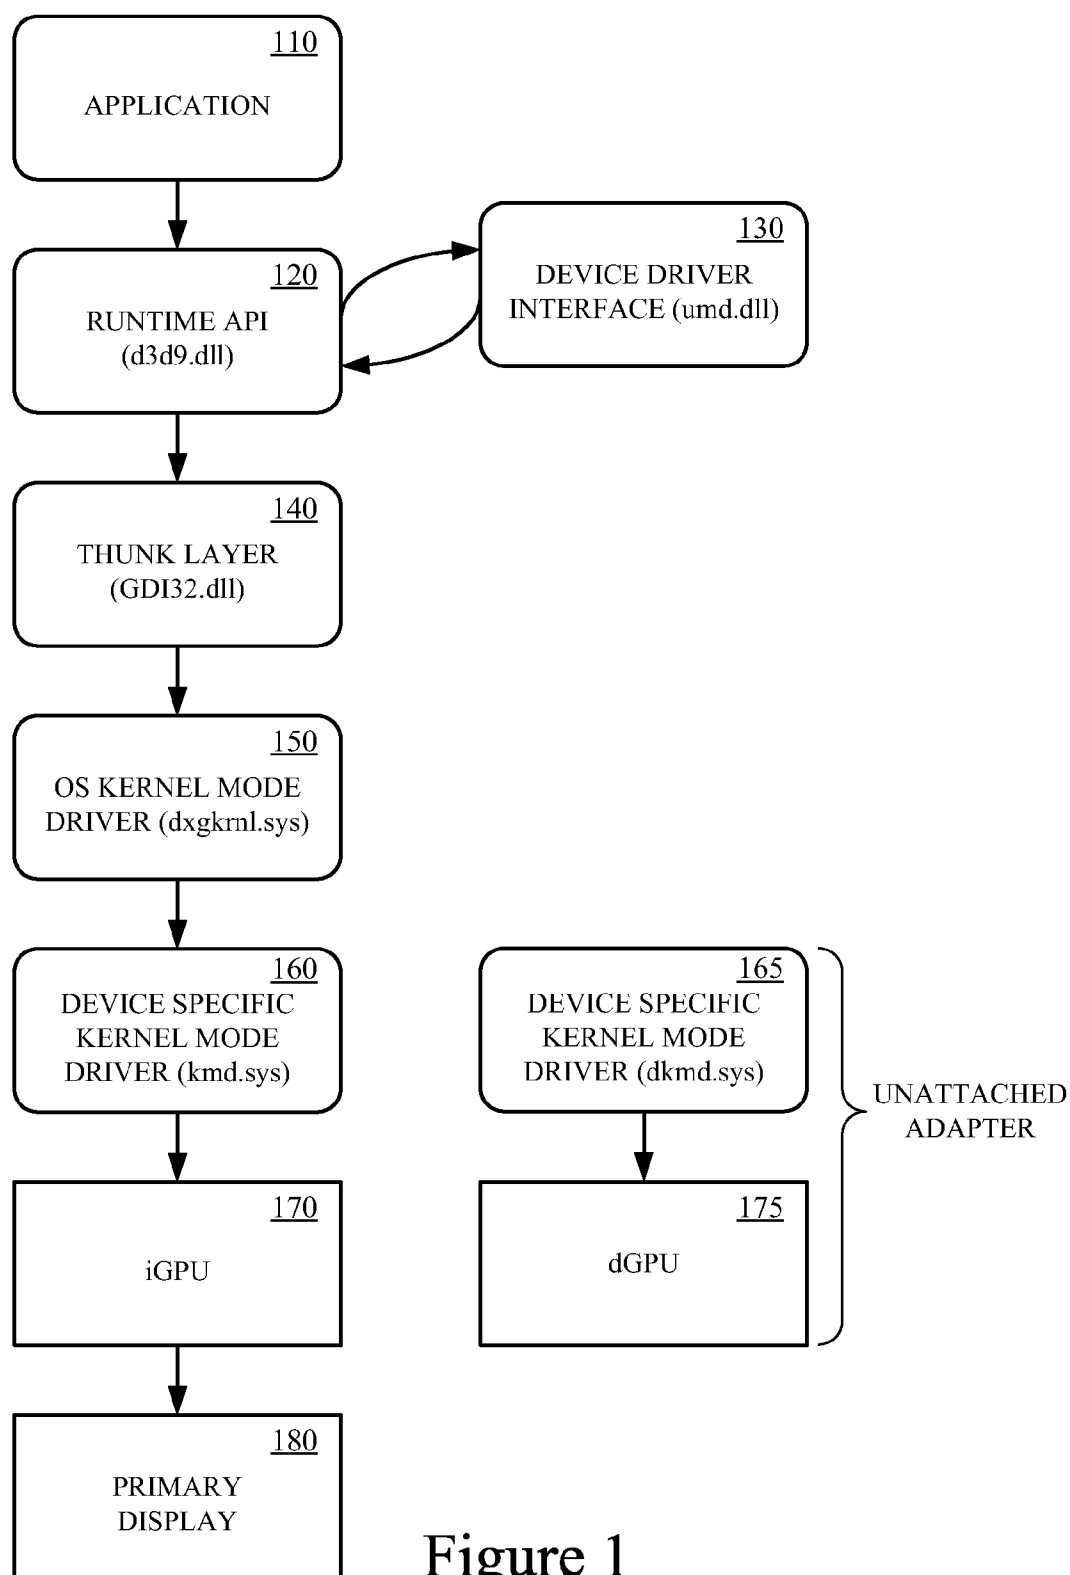 110
APPLICATION
120
RUNTIME API
(d3d9.dll)
130
DEVICE DRIVER
INTERFACE (umd.dll)
140
THUNK LAYER
(GDI32.dll)
150
OS KERNEL MODE
DRIVER (dxgkrnl.sys)
160
DEVICE SPECIFIC
KERNEL MODE
DRIVER (kmd.sys)
165
DEVICE SPECIFIC
KERNEL MODE
DRIVER (dkmd.sys)
UNATTACHED
ADAPTER
170
iGPU
175
dGPU
180
PRIMARY
DISPLAY
Figure 1